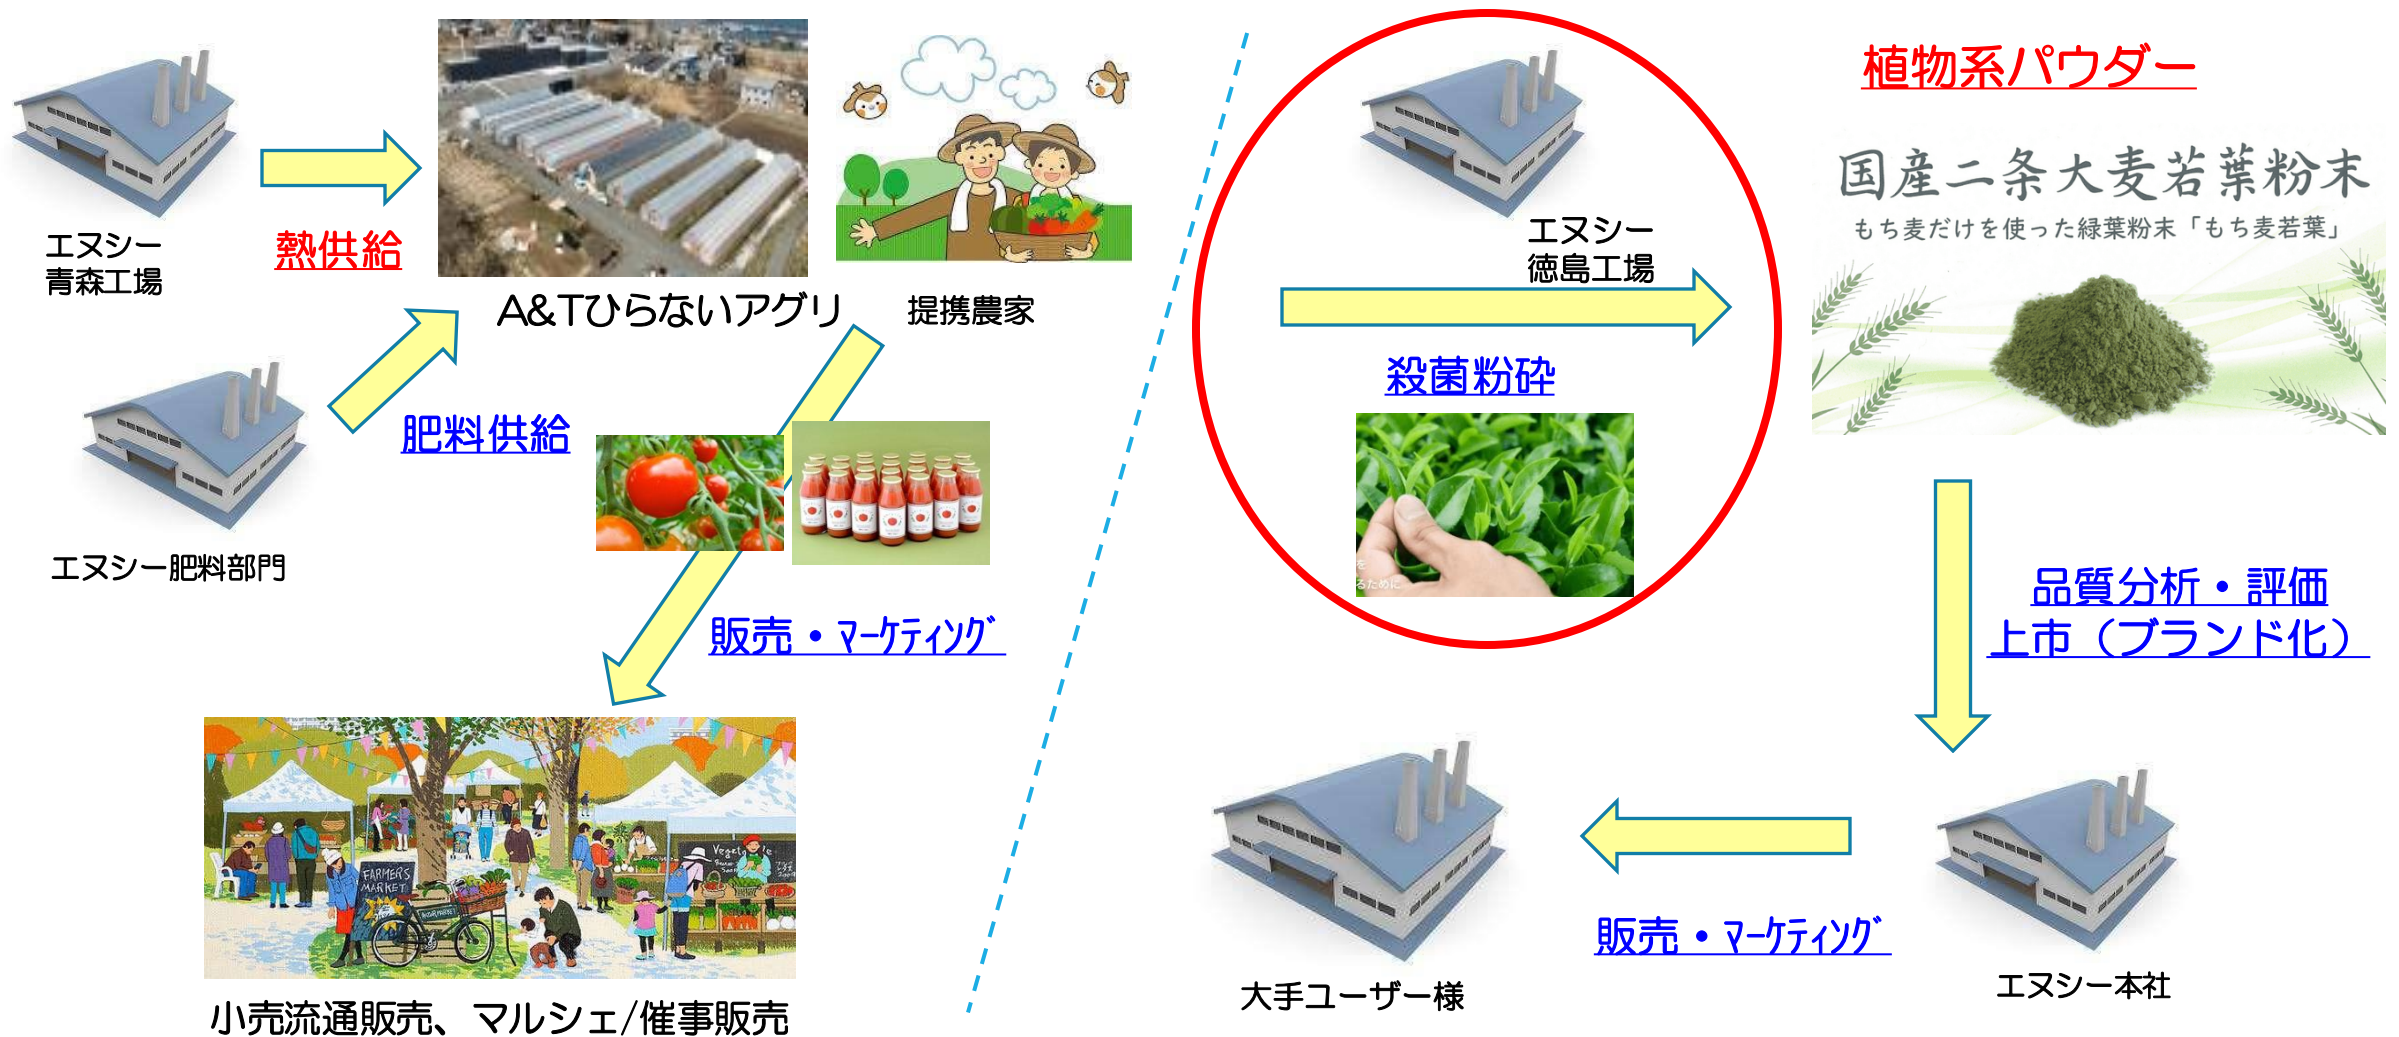 エヌシー
青森工場
熱供給
A&Tひらないアグリ
提携農家
エヌシー肥料部門
肥料供給
販売・ﾏｰｹﾃｨﾝｸﾞ
FARMER'S
MARKET
小売流通販売、マルシェ/催事販売
エヌシー
徳島工場
殺菌粉砕
を
るために
植物系パウダー
国産二条大麦若葉粉末
もち麦だけを使った緑葉粉末「もち麦若葉」
品質分析・評価
上市（ブランド化）
販売・ﾏｰｹﾃｨﾝｸﾞ
大手ユーザー様
エヌシー本社